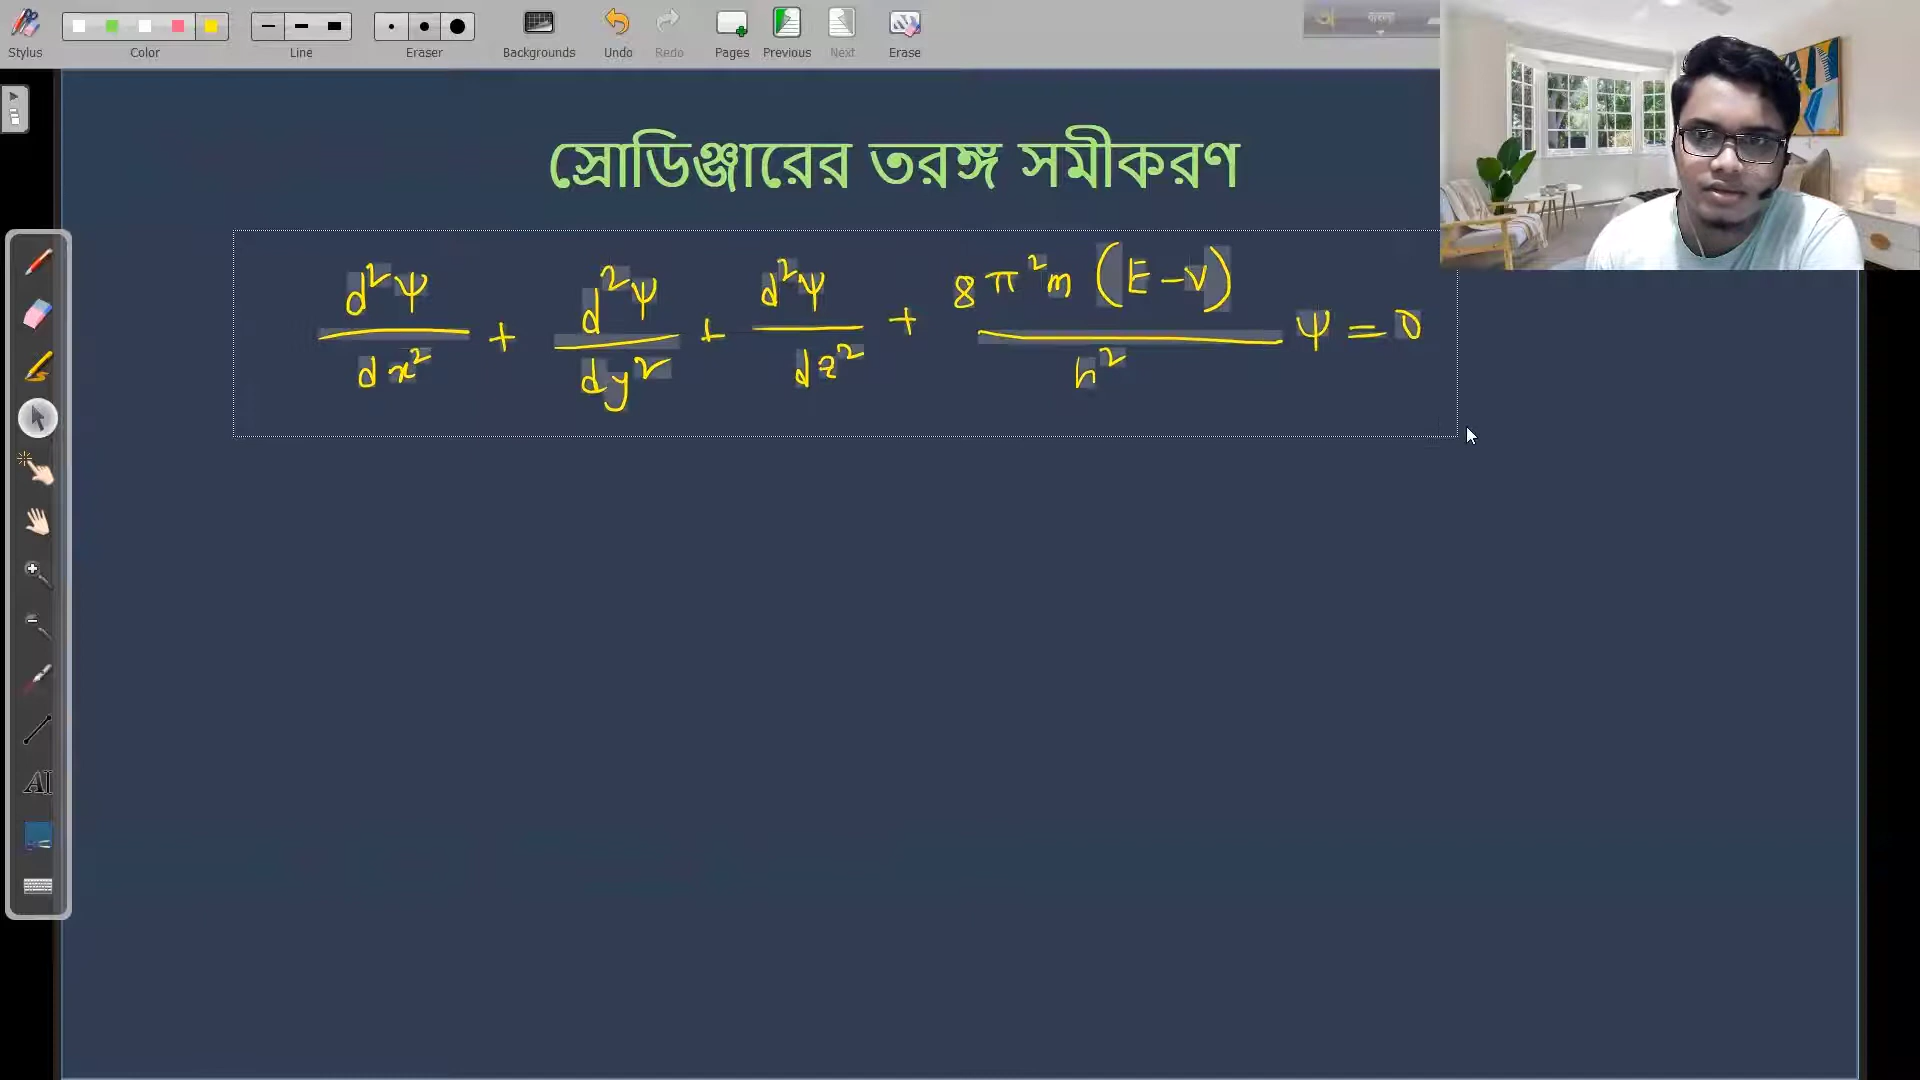 Stylus Color Line Eraser Backgrounds Undo Redo Pages Previous Next Erase
স্রোডিঞ্জারের তরঙ্গ সমীকরণ
d²ψ/dx² + d²ψ/dy² + d²ψ/dz² + 8π²m(E-V)/h² ψ = 0
AI